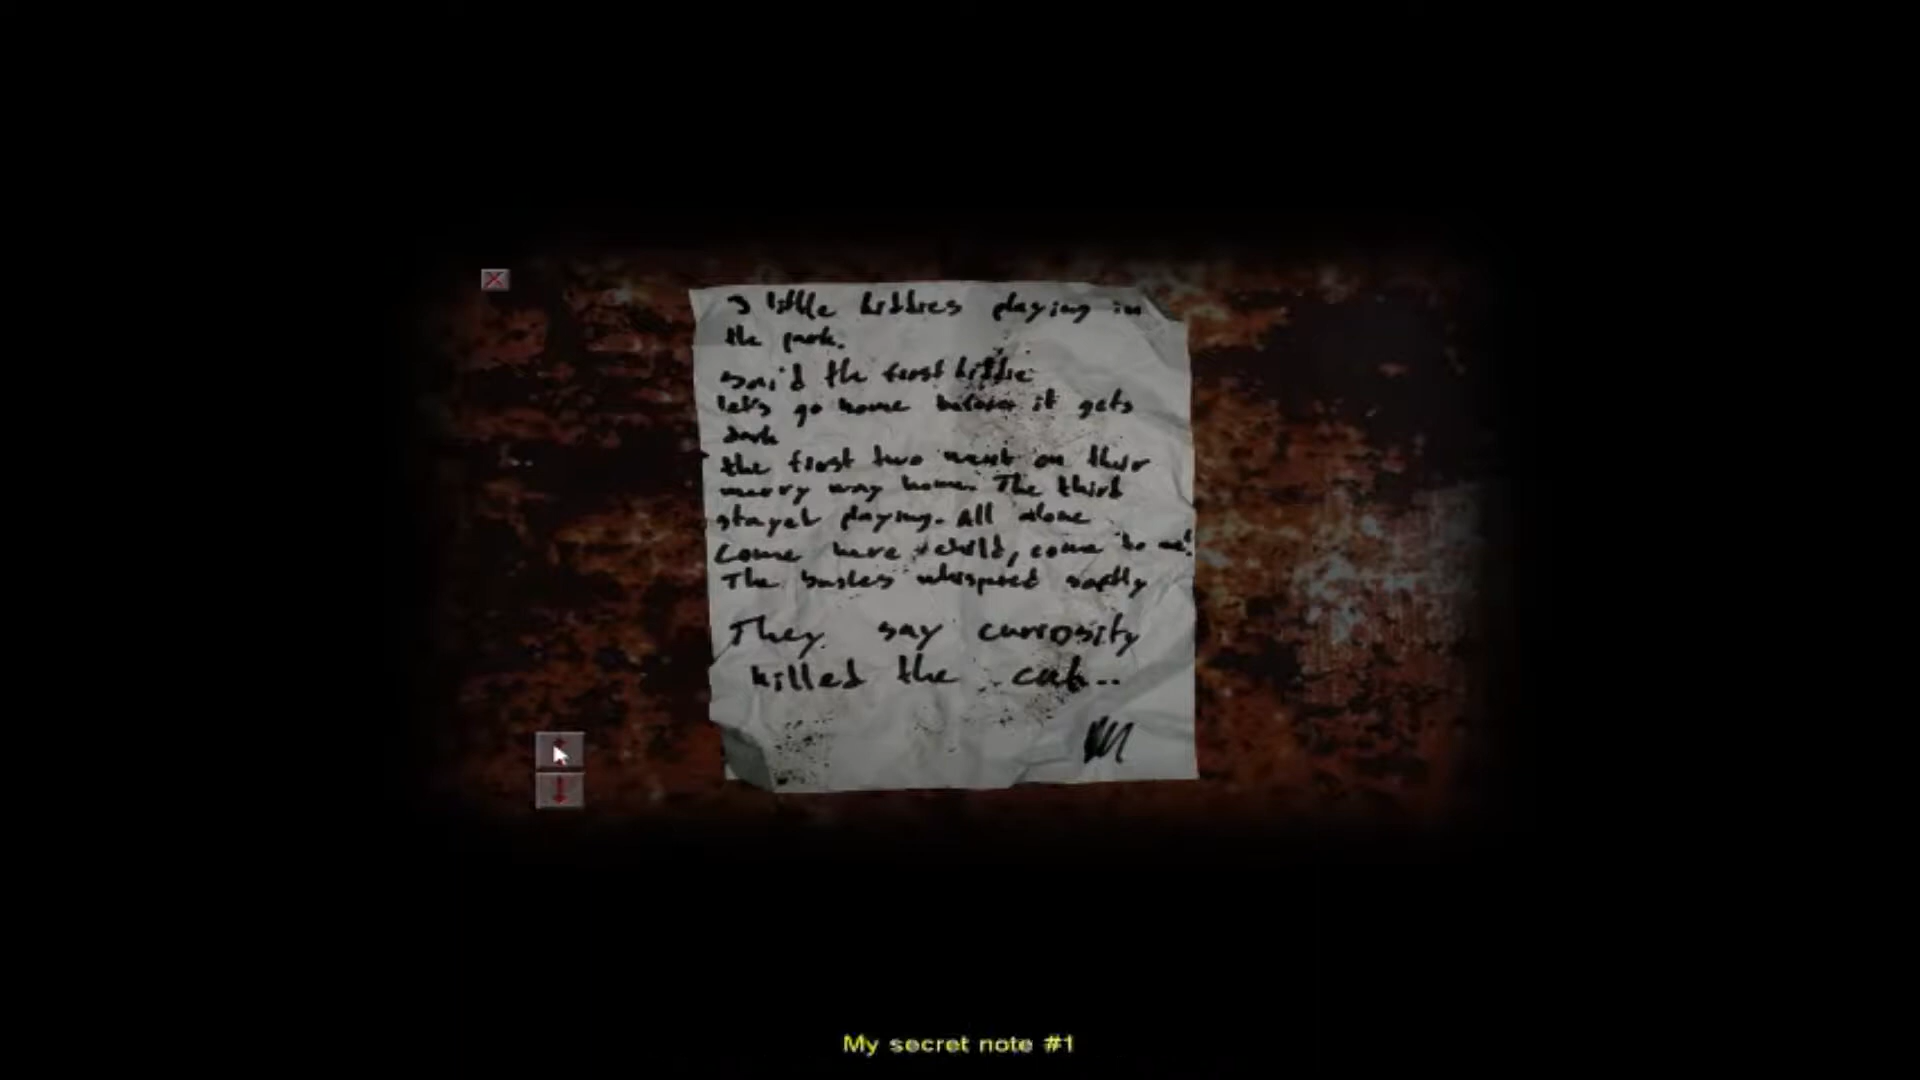 3 little kiddies playing in
the park.
Said the first kiddie
let's go home before it gets
dark
the first two went on their
merry way home. The third
stayed playing. All alone
Come here child, come to me!
The bushes whispered softly
They say curiosity
killed the cat..
My secret note #1